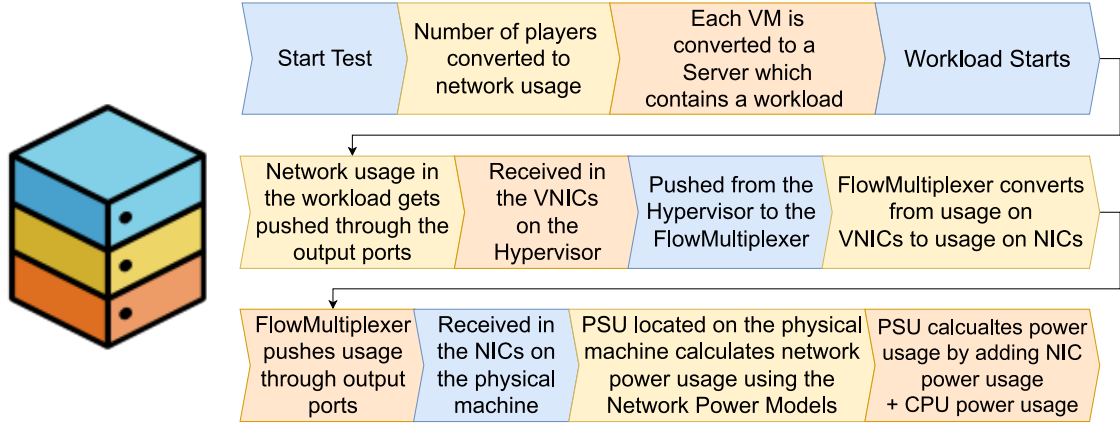 Start Test
Number of players
converted to
network usage
Each VM is
converted to a
Server which
contains a workload
Workload Starts
Network usage in
the workload gets
pushed through the
output ports
Received in
the VNICs on
the
Hypervisor
Pushed from the
Hypervisor to the
FlowMultiplexer
FlowMultiplexer converts
from usage on
VNICs to usage on NICs
FlowMultiplexer
pushes usage
through output
ports
Received in
the NICs on
the physical
machine
PSU located on the physical
machine calculates network
power usage using the
Network Power Models
PSU calcualtes power
usage by adding NIC
power usage
+ CPU power usage